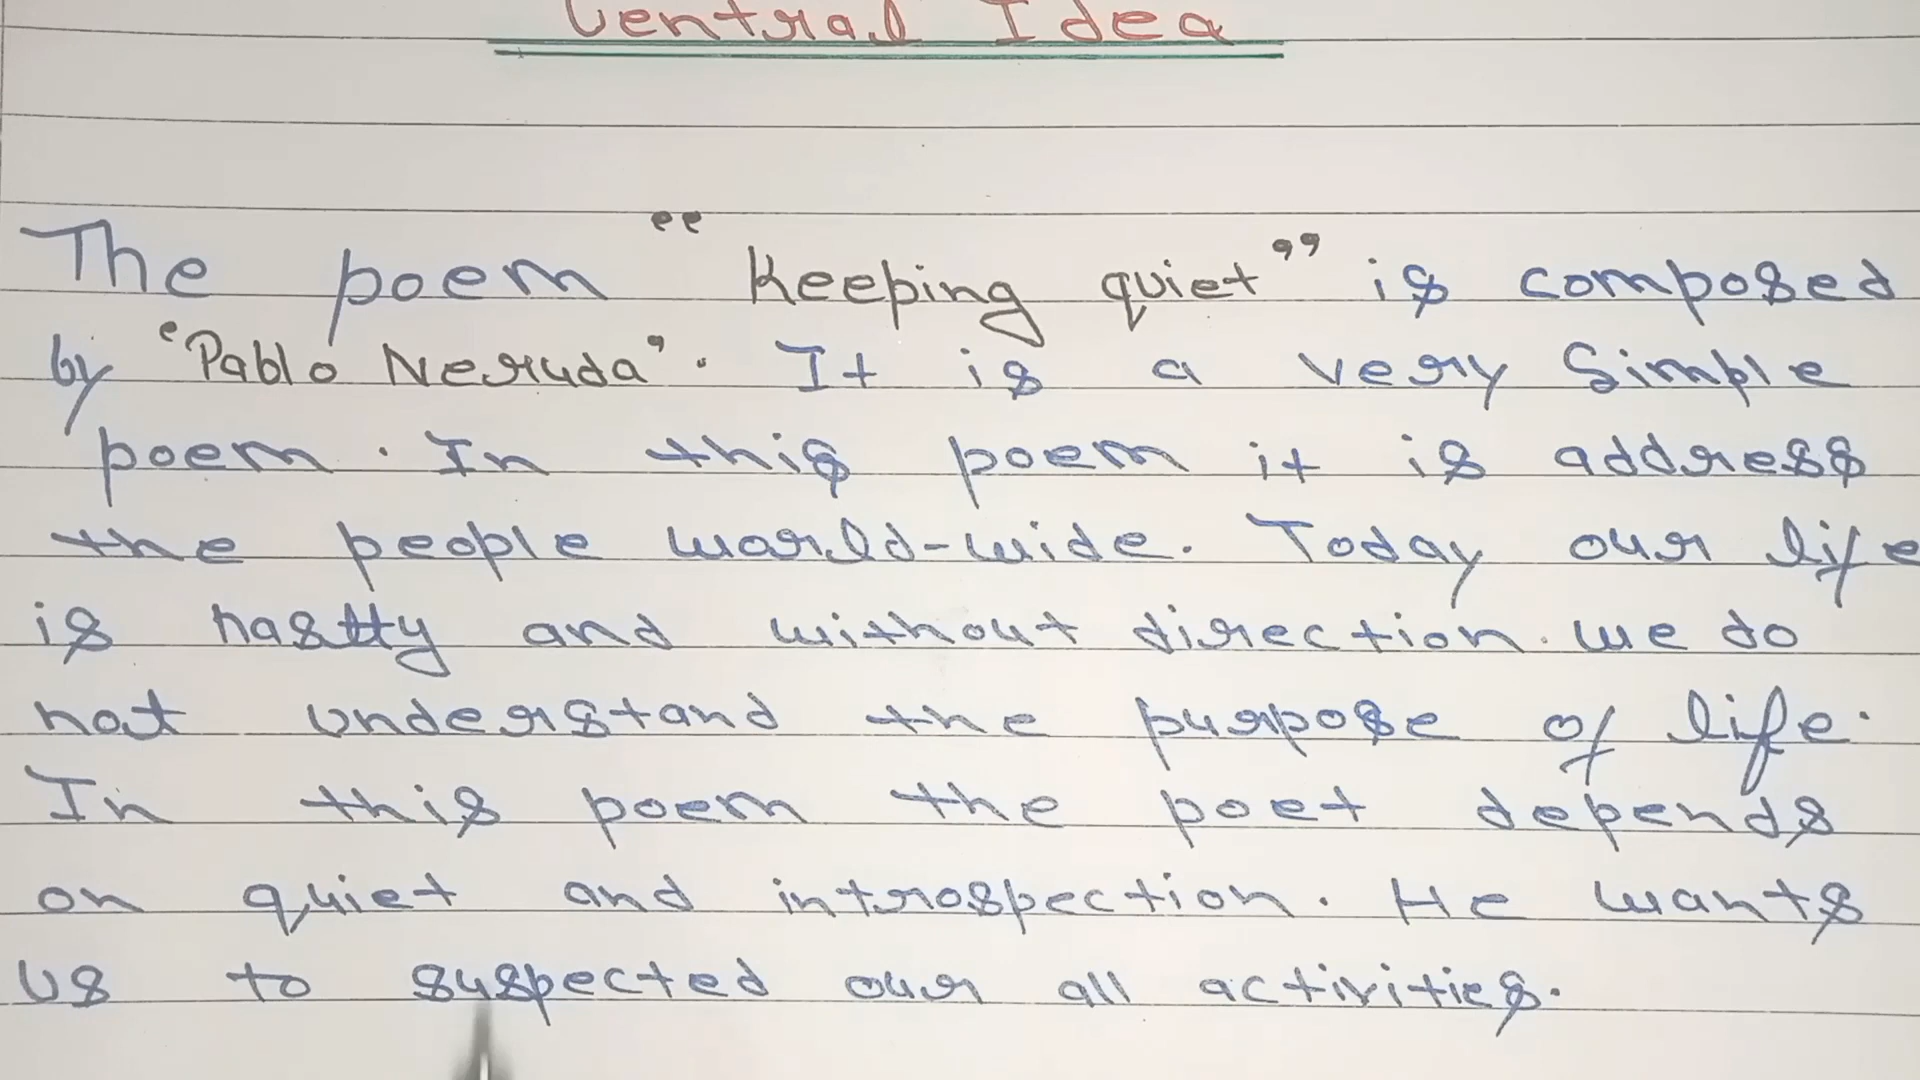 Central Idea
The poem "Keeping quiet" is composed
by 'Pablo Neruda'. It is a very Simple
poem. In this poem it is address
the people world-wide. Today our life
is hastty and without direction. we do
not understand the purpose of life.
In this poem the poet depends
on quiet and introspection. He wants
us to suspected our all activities.